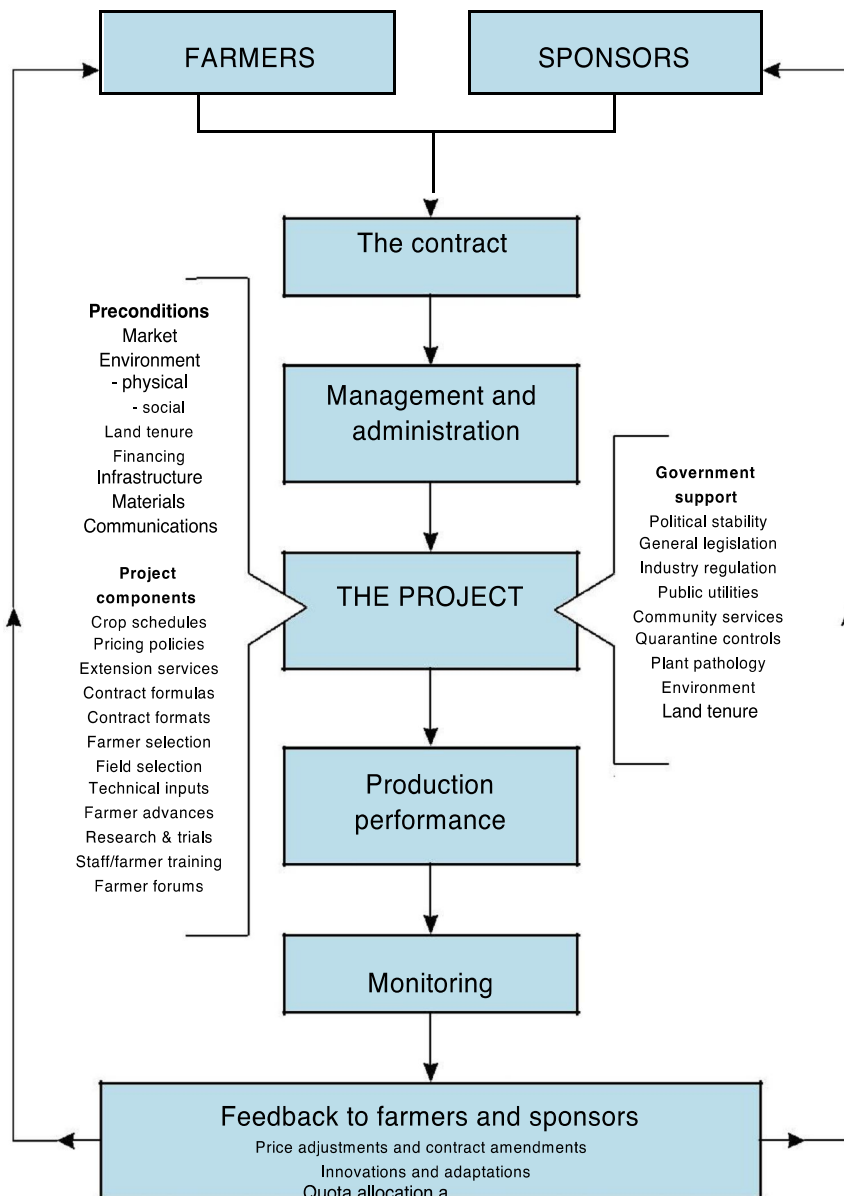 FARMERS
SPONSORS
The contract
Management and
administration
THE PROJECT
Production
performance
Monitoring
Preconditions
Market
Environment
- physical
- social
Land tenure
Financing
Infrastructure
Materials
Communications
Project
components
Crop schedules
Pricing policies
Extension services
Contract formulas
Contract formats
Farmer selection
Field selection
Technical inputs
Farmer advances
Research & trials
Staff/farmer training
Farmer forums
Government
support
Political stability
General legislation
Industry regulation
Public utilities
Community services
Quarantine controls
Plant pathology
Environment
Land tenure
Feedback to farmers and sponsors
Price adjustments and contract amendments
Innovations and adaptations
Quota allocation a